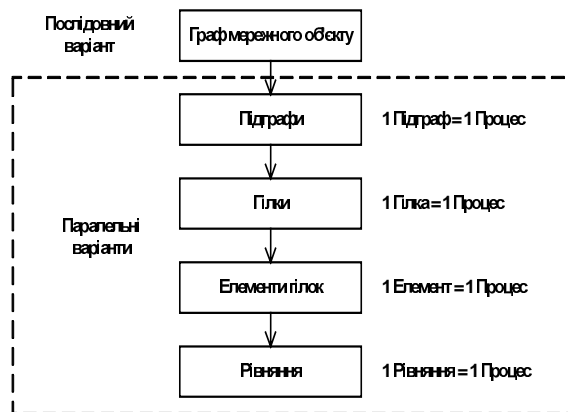 Послідовний
варіант
Граф мережного об'єкту
Підграфи
1 Підграф = 1 Процес
Гілки
1 Гілка = 1 Процес
Паралельні
варіанти
Елементи гілок
1 Елемент = 1 Процес
Рівняння
1 Рівняння = 1 Процес